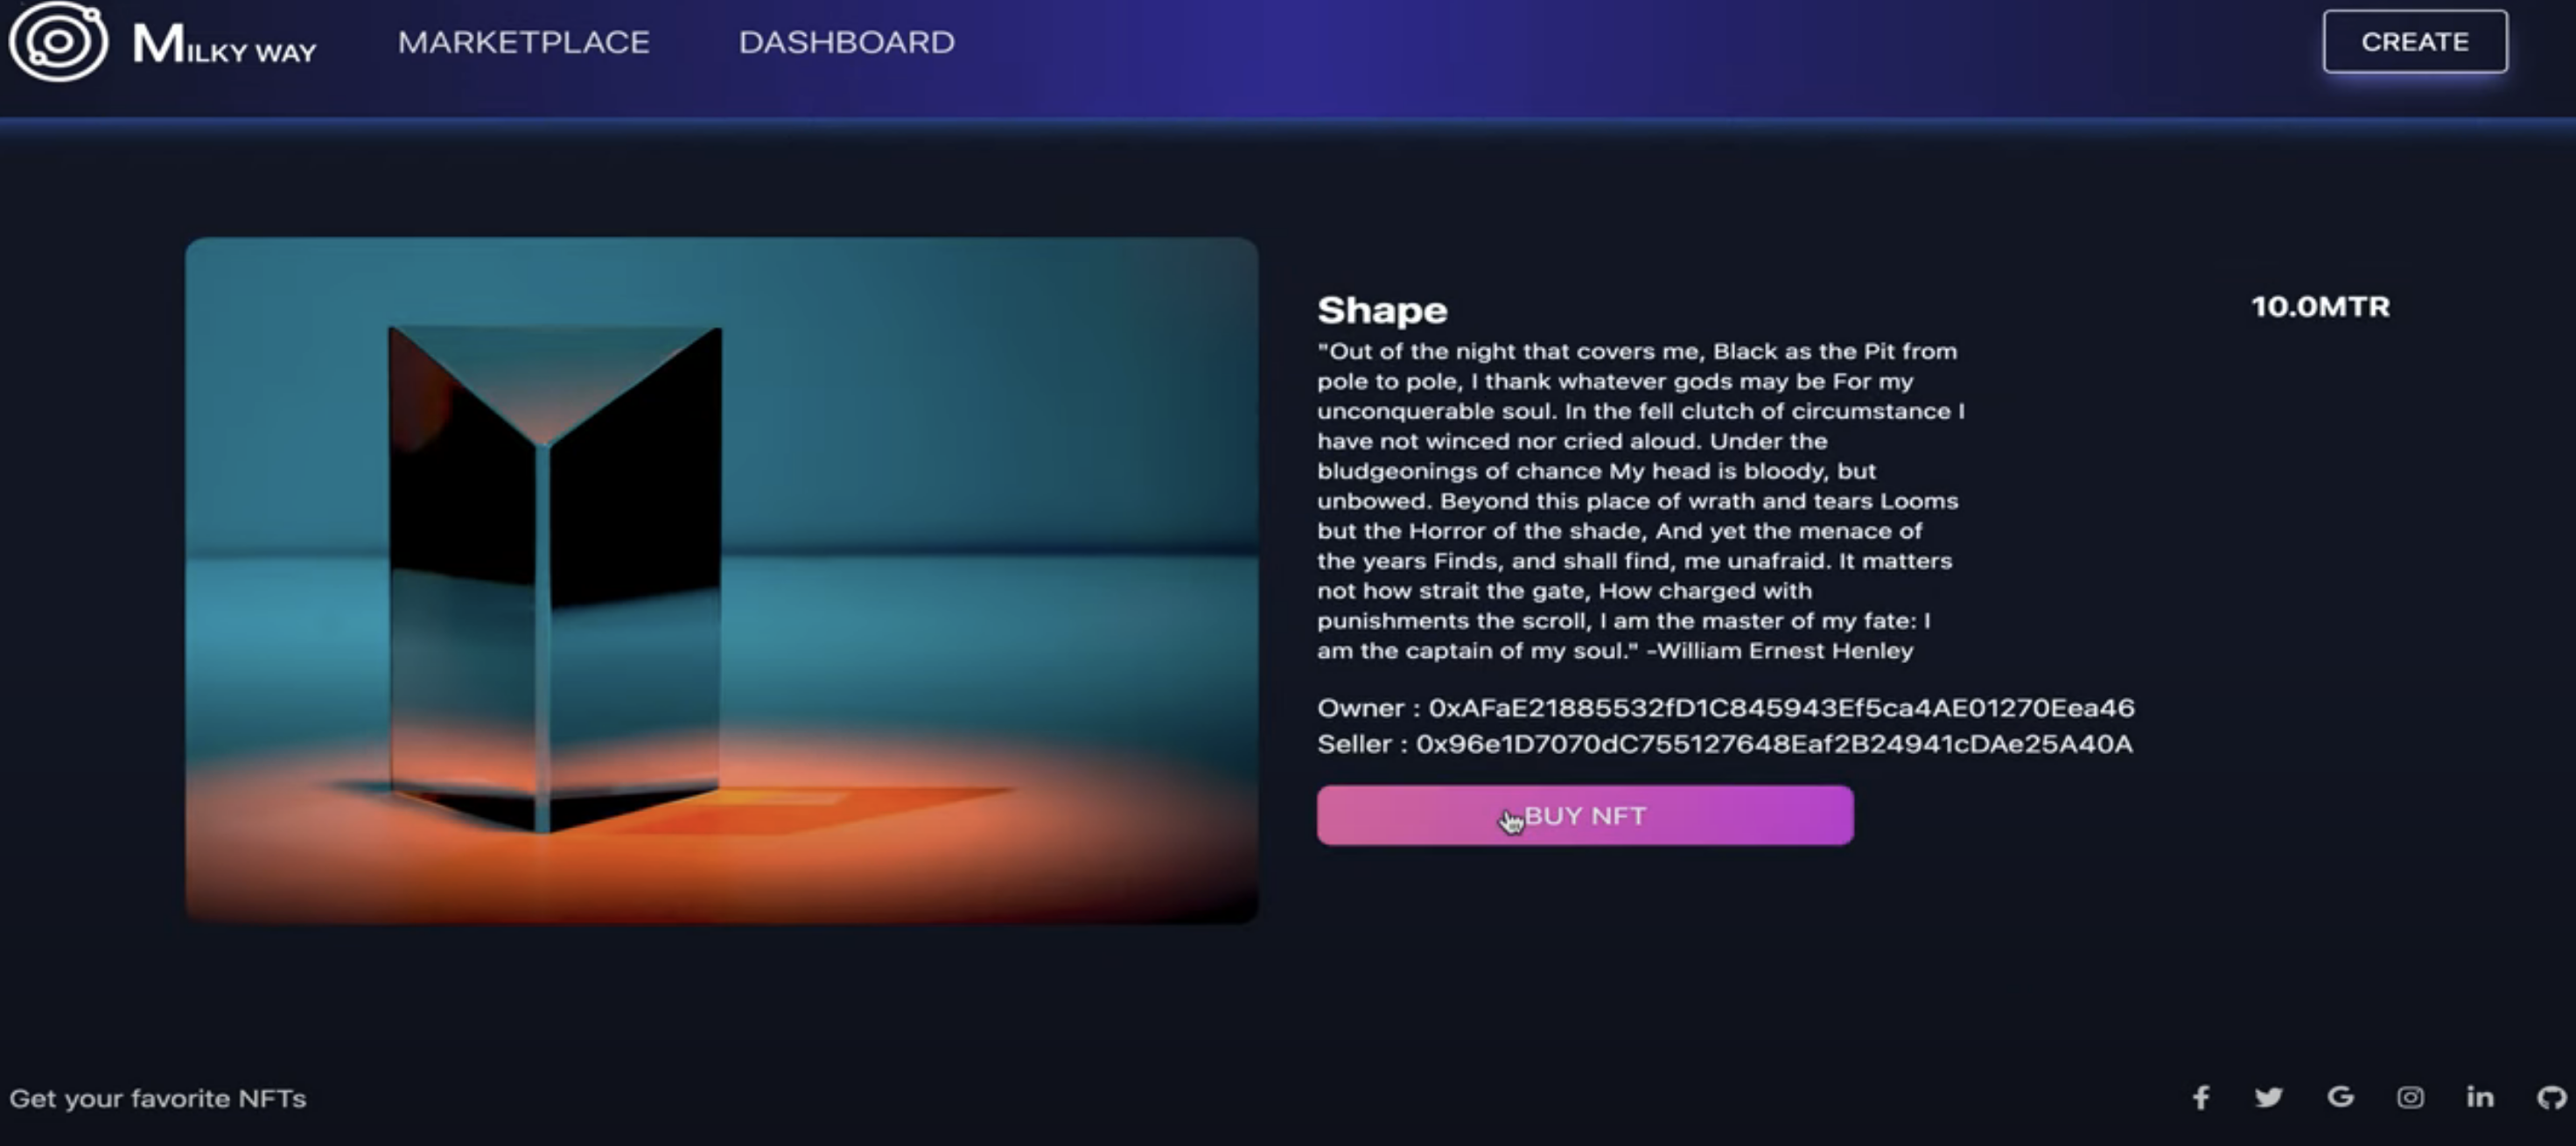 MILKY WAY
MARKETPLACE
DASHBOARD
CREATE
Shape
10.0MTR
"Out of the night that covers me, Black as the Pit from
pole to pole, I thank whatever gods may be For my
unconquerable soul. In the fell clutch of circumstance I
have not winced nor cried aloud. Under the
bludgeonings of chance My head is bloody, but
unbowed. Beyond this place of wrath and tears Looms
but the Horror of the shade, And yet the menace of
the years Finds, and shall find, me unafraid. It matters
not how strait the gate, How charged with
punishments the scroll, I am the master of my fate: I
am the captain of my soul." -William Ernest Henley
Owner : 0xAFaE21885532fD1C845943Ef5ca4AE01270Eea46
Seller : 0x96e1D7070dC755127648Eaf2B24941cDAe25A40A
BUY NFT
Get your favorite NFTs